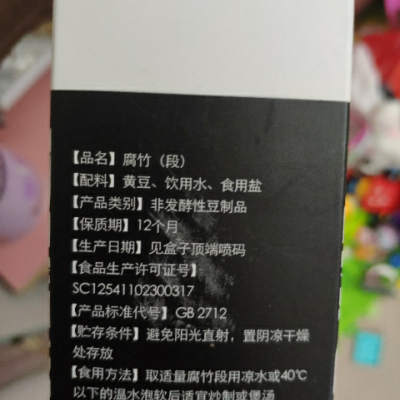 【品名】腐竹（段）
【配料】黄豆、饮用水、食用盐
【产品类别】非发酵性豆制品
【保质期】12个月
【生产日期】见盒子顶端喷码
【食品生产许可证号】
SC12541102300317
【产品标准代号】GB 2712
【贮存条件】避免阳光直射，置阴凉干燥
处存放
【食用方法】取适量腐竹段用凉水或40℃
以下的温水泡软后适宜炒制或煲汤